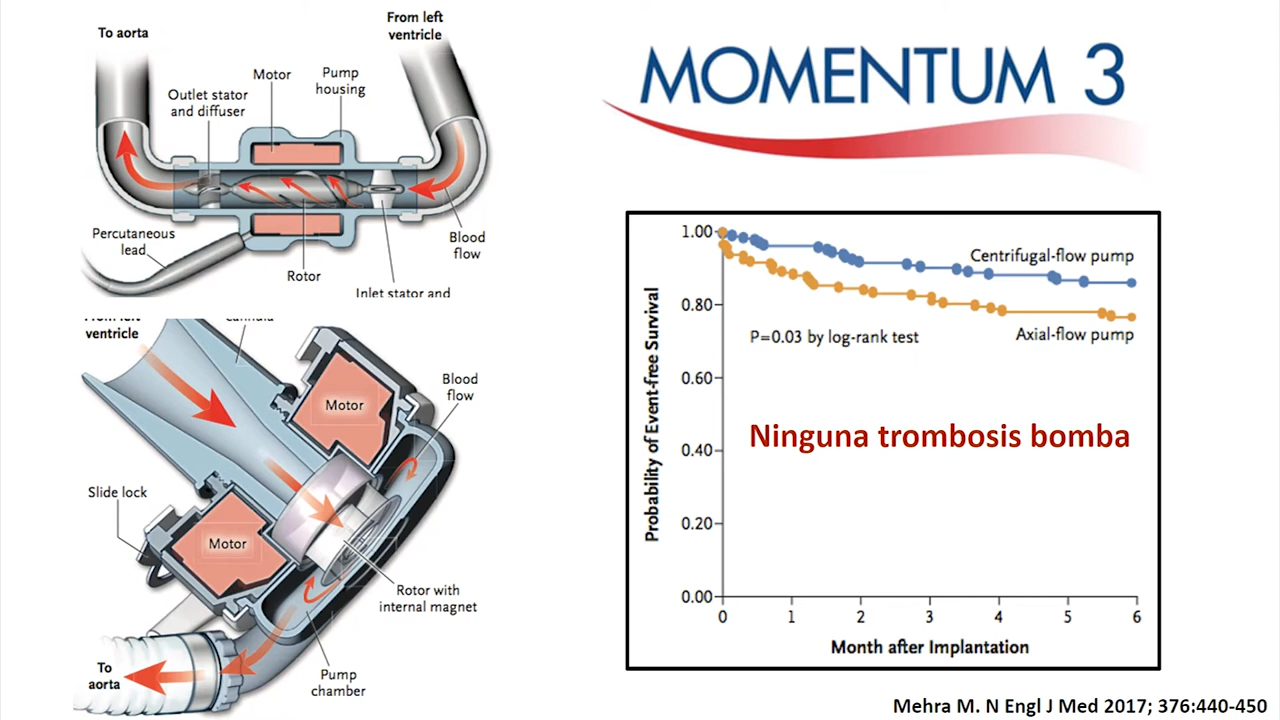 To aorta
From left
ventricle
Motor
Pump
housing
Outlet stator
and diffuser
Percutaneous
lead
Rotor
Blood
flow
Inlet stator and
MOMENTUM 3
ventricle
Motor
Blood
flow
Slide lock
Motor
Rotor with
internal magnet
To
aorta
Pump
chamber
1.00
0.80
0.60
0.40
0.20
0.00
Probability of Event-free Survival
Centrifugal-flow pump
Axial-flow pump
P=0.03 by log-rank test
Ninguna trombosis bomba
0 1 2 3 4 5 6
Month after Implantation
Mehra M. N Engl J Med 2017; 376:440-450